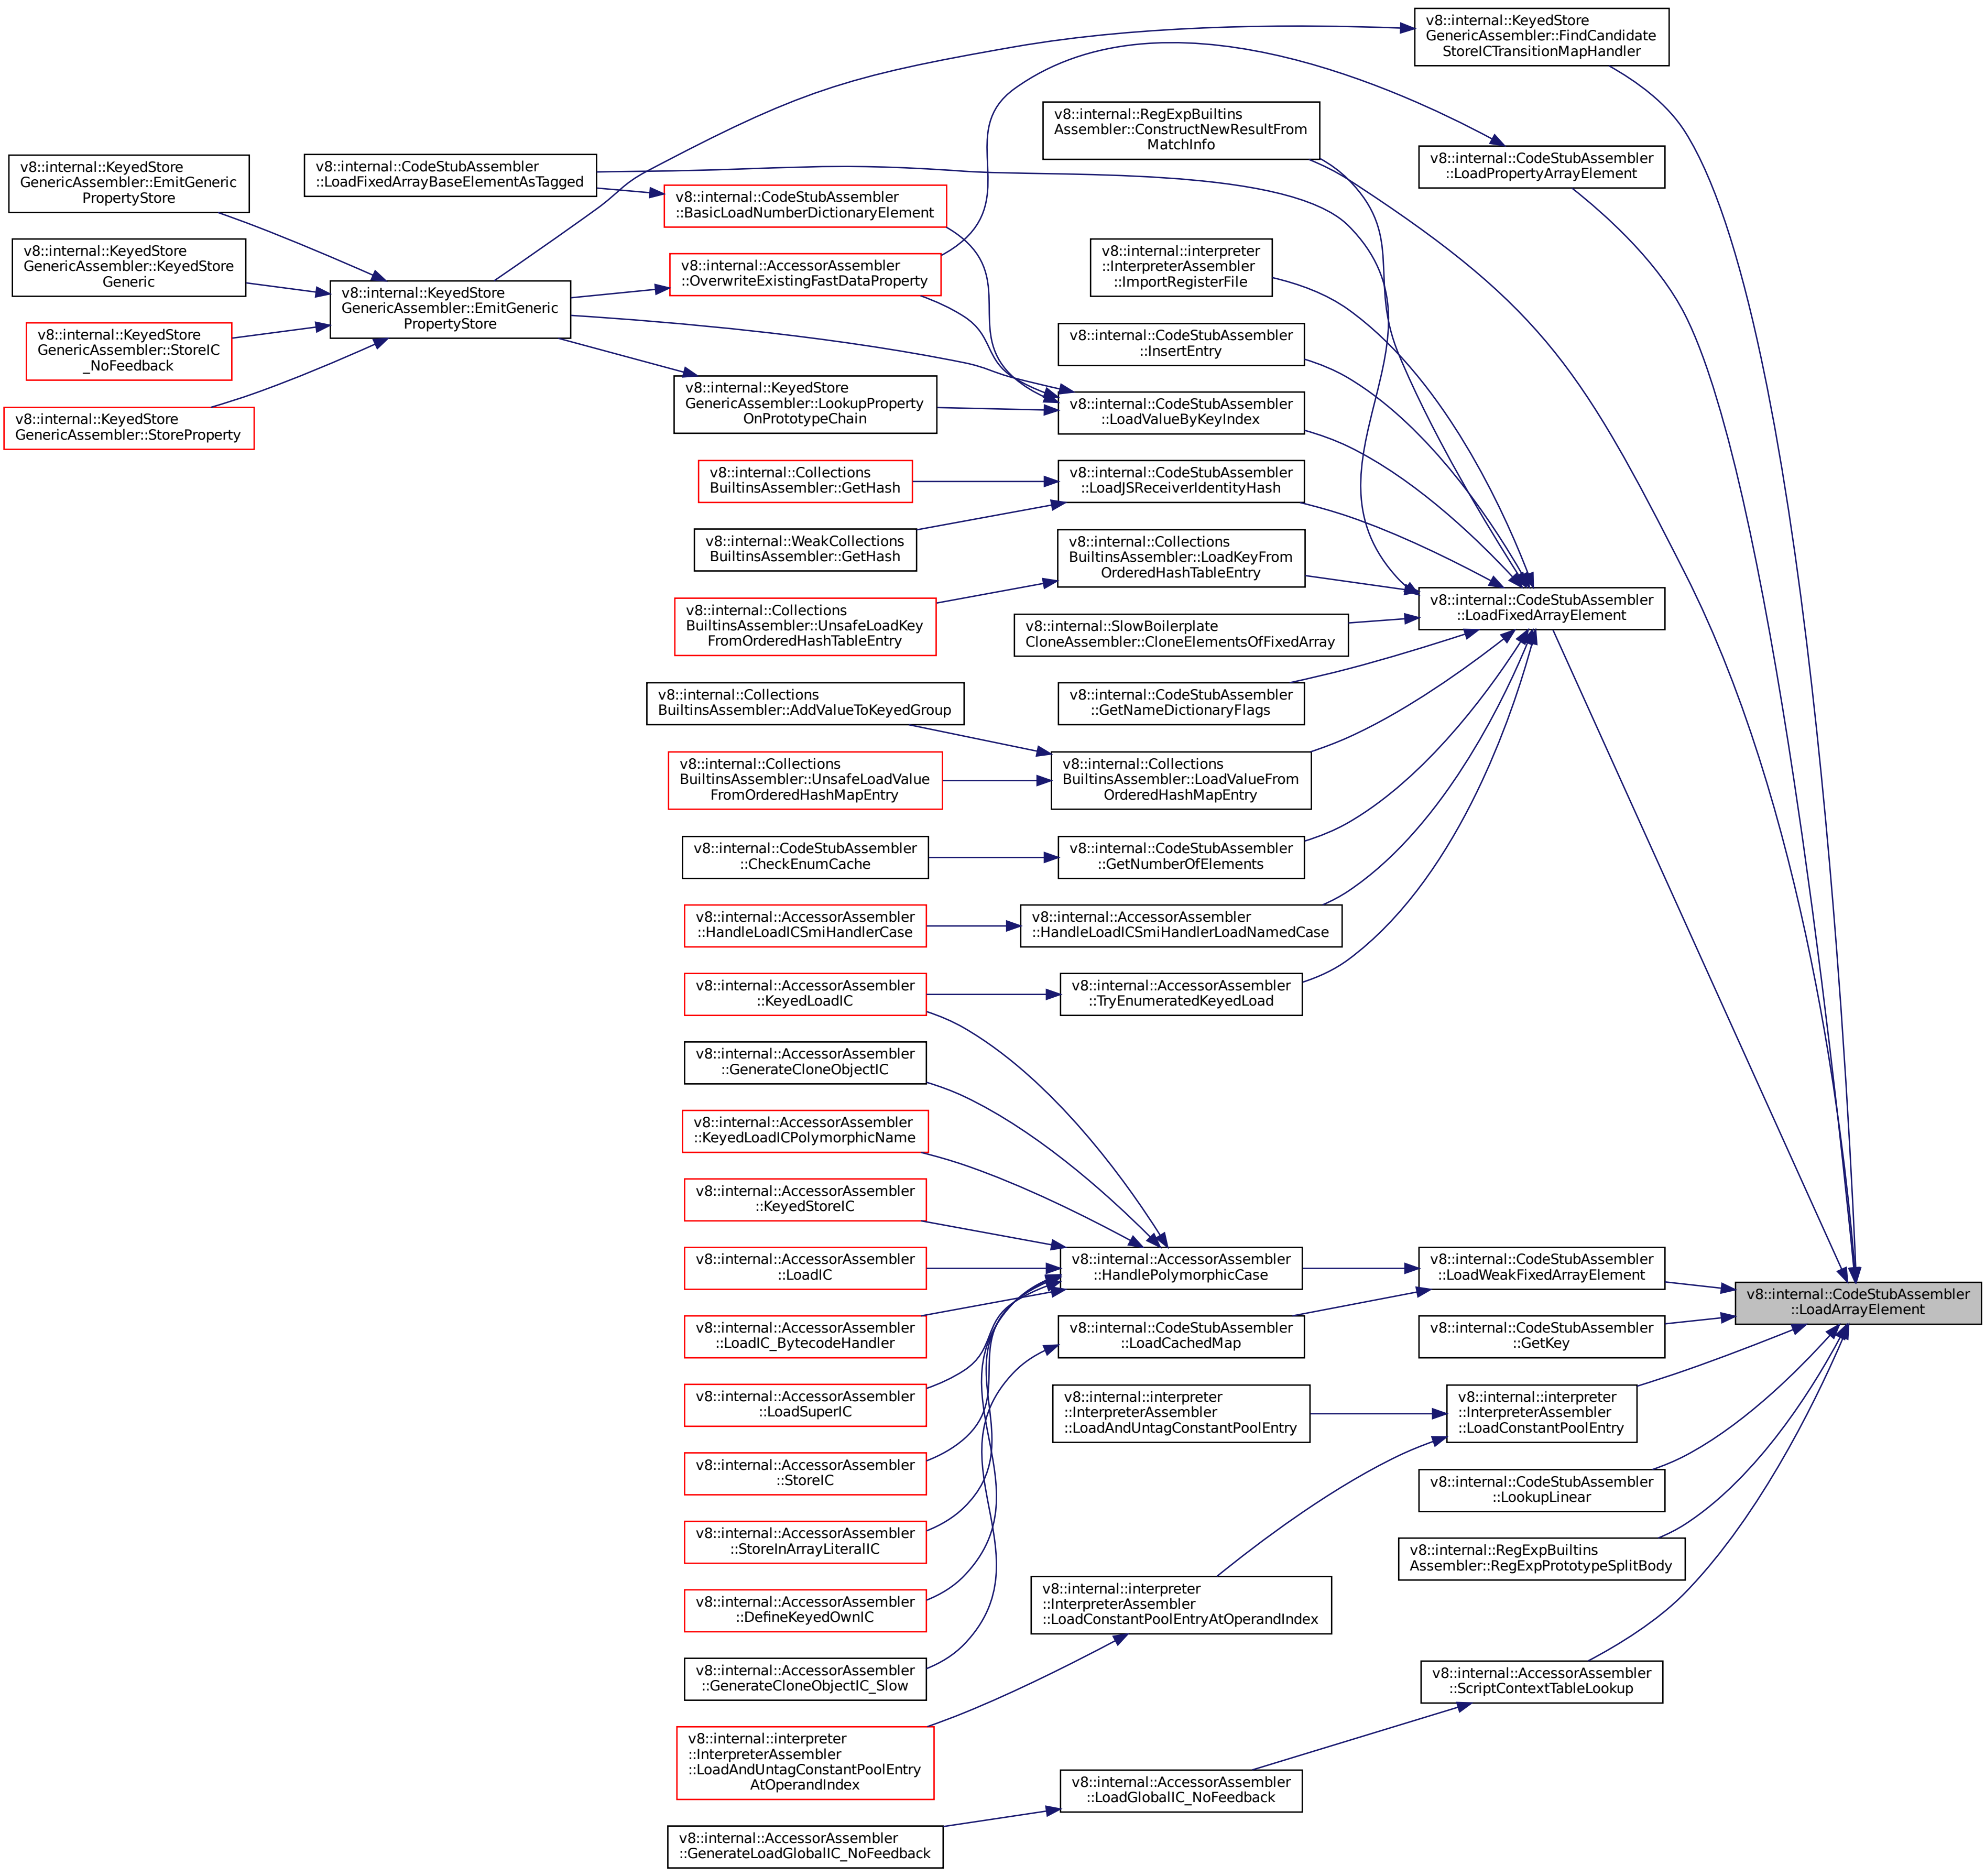 v8::internal::KeyedStore
GenericAssembler::FindCandidate
StoreICTransitionMapHandler
v8::internal::RegExpBuiltins
Assembler::ConstructNewResultFrom
MatchInfo
v8::internal::CodeStubAssembler
::LoadPropertyArrayElement
v8::internal::KeyedStore
GenericAssembler::EmitGeneric
PropertyStore
v8::internal::CodeStubAssembler
::LoadFixedArrayBaseElementAsTagged
v8::internal::CodeStubAssembler
::BasicLoadNumberDictionaryElement
v8::internal::KeyedStore
GenericAssembler::KeyedStore
Generic
v8::internal::AccessorAssembler
::OverwriteExistingFastDataProperty
v8::internal::interpreter
::InterpreterAssembler
::ImportRegisterFile
v8::internal::KeyedStore
GenericAssembler::EmitGeneric
PropertyStore
v8::internal::KeyedStore
GenericAssembler::StoreIC
_NoFeedback
v8::internal::CodeStubAssembler
::InsertEntry
v8::internal::KeyedStore
GenericAssembler::StoreProperty
v8::internal::KeyedStore
GenericAssembler::LookupProperty
OnPrototypeChain
v8::internal::CodeStubAssembler
::LoadValueByKeyIndex
v8::internal::Collections
BuiltinsAssembler::GetHash
v8::internal::CodeStubAssembler
::LoadJSReceiverIdentityHash
v8::internal::WeakCollections
BuiltinsAssembler::GetHash
v8::internal::Collections
BuiltinsAssembler::LoadKeyFrom
OrderedHashTableEntry
v8::internal::CodeStubAssembler
::LoadFixedArrayElement
v8::internal::Collections
BuiltinsAssembler::UnsafeLoadKey
FromOrderedHashTableEntry
v8::internal::SlowBoilerplate
CloneAssembler::CloneElementsOfFixedArray
v8::internal::Collections
BuiltinsAssembler::AddValueToKeyedGroup
v8::internal::CodeStubAssembler
::GetNameDictionaryFlags
v8::internal::Collections
BuiltinsAssembler::UnsafeLoadValue
FromOrderedHashMapEntry
v8::internal::Collections
BuiltinsAssembler::LoadValueFrom
OrderedHashMapEntry
v8::internal::CodeStubAssembler
::CheckEnumCache
v8::internal::CodeStubAssembler
::GetNumberOfElements
v8::internal::AccessorAssembler
::HandleLoadICSmiHandlerCase
v8::internal::AccessorAssembler
::HandleLoadICSmiHandlerLoadNamedCase
v8::internal::AccessorAssembler
::KeyedLoadIC
v8::internal::AccessorAssembler
::TryEnumeratedKeyedLoad
v8::internal::AccessorAssembler
::GenerateCloneObjectIC
v8::internal::AccessorAssembler
::KeyedLoadICPolymorphicName
v8::internal::AccessorAssembler
::KeyedStoreIC
v8::internal::AccessorAssembler
::LoadIC
v8::internal::AccessorAssembler
::HandlePolymorphicCase
v8::internal::CodeStubAssembler
::LoadWeakFixedArrayElement
v8::internal::CodeStubAssembler
::LoadArrayElement
v8::internal::AccessorAssembler
::LoadIC_BytecodeHandler
v8::internal::CodeStubAssembler
::LoadCachedMap
v8::internal::CodeStubAssembler
::GetKey
v8::internal::AccessorAssembler
::LoadSuperIC
v8::internal::interpreter
::InterpreterAssembler
::LoadAndUntagConstantPoolEntry
v8::internal::interpreter
::InterpreterAssembler
::LoadConstantPoolEntry
v8::internal::AccessorAssembler
::StoreIC
v8::internal::CodeStubAssembler
::LookupLinear
v8::internal::AccessorAssembler
::StoreInArrayLiteralIC
v8::internal::RegExpBuiltins
Assembler::RegExpPrototypeSplitBody
v8::internal::AccessorAssembler
::DefineKeyedOwnIC
v8::internal::interpreter
::InterpreterAssembler
::LoadConstantPoolEntryAtOperandIndex
v8::internal::AccessorAssembler
::GenerateCloneObjectIC_Slow
v8::internal::AccessorAssembler
::ScriptContextTableLookup
v8::internal::interpreter
::InterpreterAssembler
::LoadAndUntagConstantPoolEntry
AtOperandIndex
v8::internal::AccessorAssembler
::LoadGlobalIC_NoFeedback
v8::internal::AccessorAssembler
::GenerateLoadGlobalIC_NoFeedback